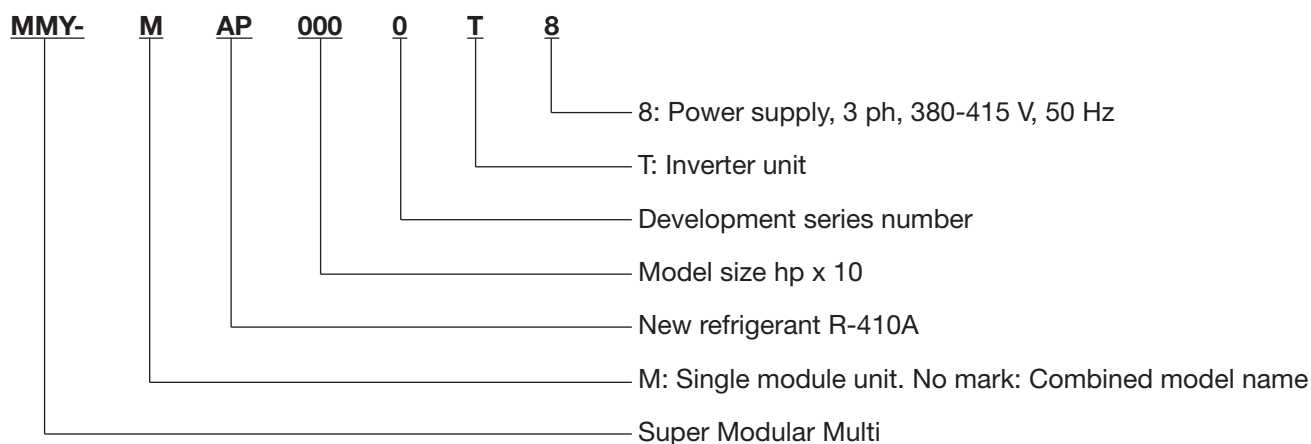 MMY- M AP 000 0 T 8
8: Power supply, 3 ph, 380-415 V, 50 Hz
T: Inverter unit
Development series number
Model size hp x 10
New refrigerant R-410A
M: Single module unit. No mark: Combined model name
Super Modular Multi